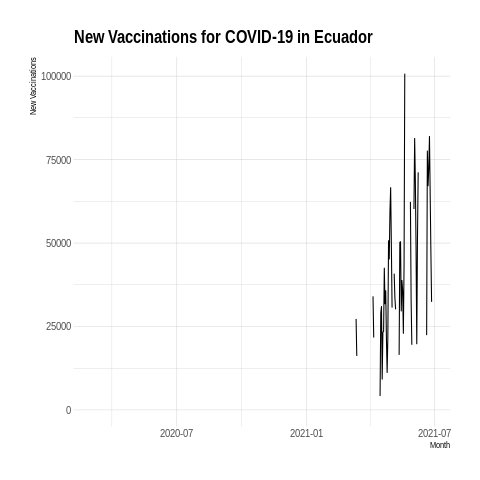 New Vaccinations for COVID-19 in Ecuador
New Vaccinations
100000
75000
50000
25000
0
2020-07
2021-01
2021-07
Month